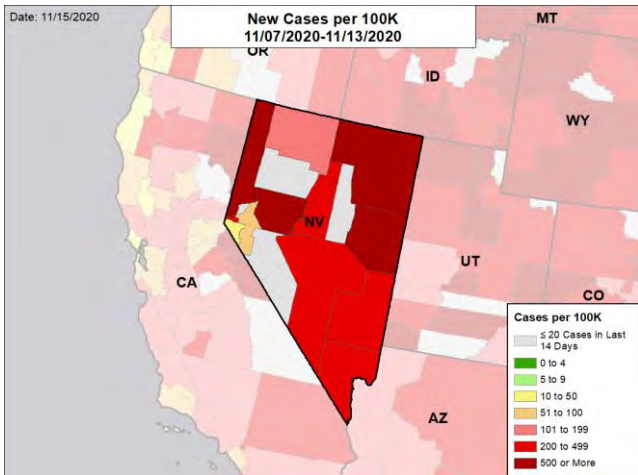 Date: 11/15/2020
New Cases per 100K
11/07/2020-11/13/2020
MT
OR
ID
WY
NV
UT
CA
CO
AZ
Cases per 100K
≤ 20 Cases in Last
14 Days
0 to 4
5 to 9
10 to 50
51 to 100
101 to 199
200 to 499
500 or More